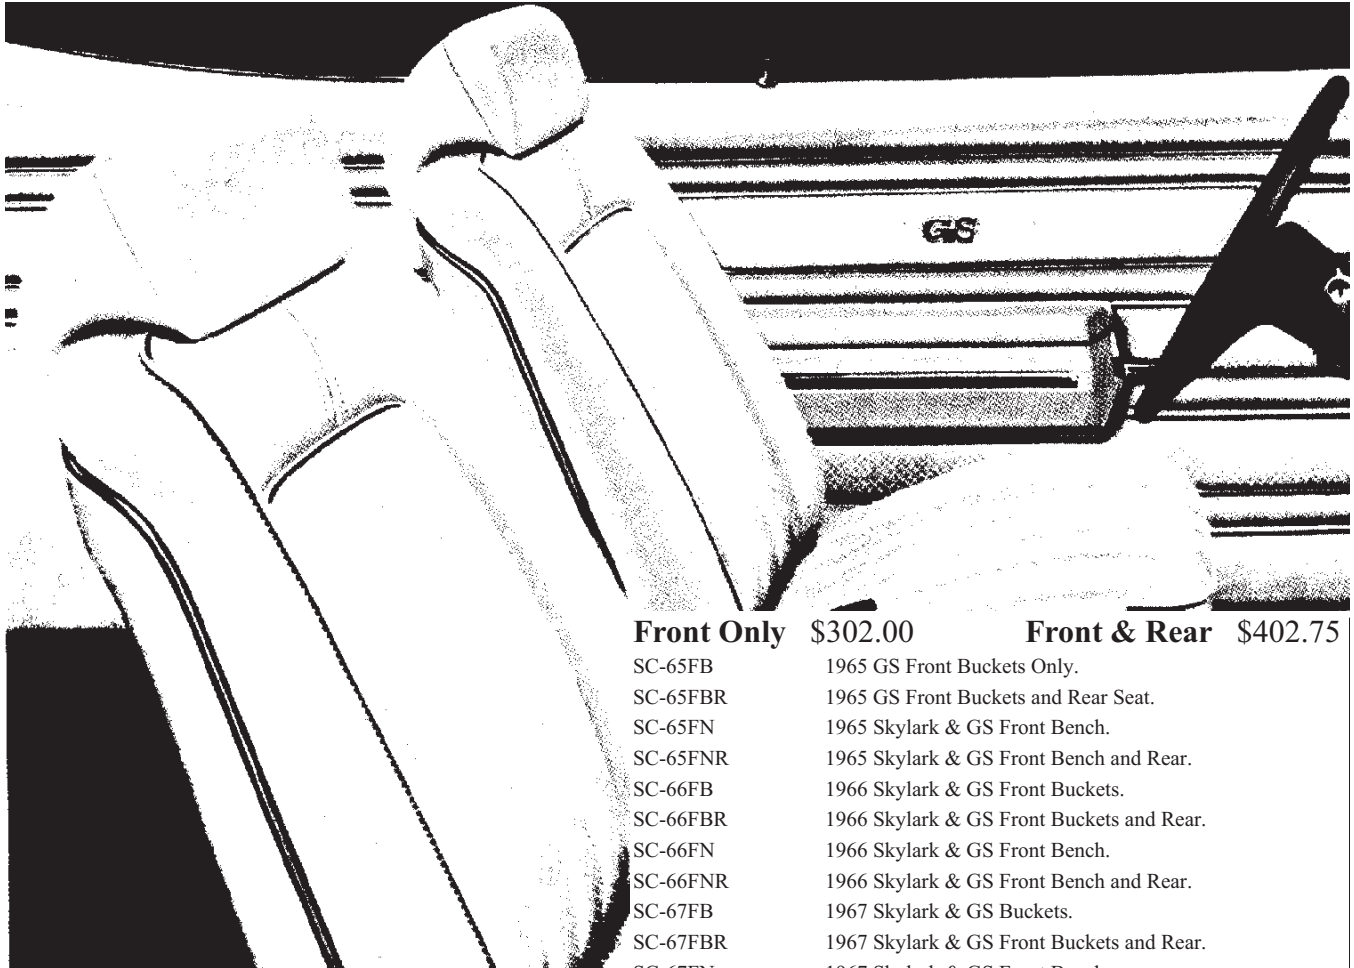 GS
Front Only $302.00 Front & Rear $402.75
SC-65FB 1965 GS Front Buckets Only.
SC-65FBR 1965 GS Front Buckets and Rear Seat.
SC-65FN 1965 Skylark & GS Front Bench.
SC-65FNR 1965 Skylark & GS Front Bench and Rear.
SC-66FB 1966 Skylark & GS Front Buckets.
SC-66FBR 1966 Skylark & GS Front Buckets and Rear.
SC-66FN 1966 Skylark & GS Front Bench.
SC-66FNR 1966 Skylark & GS Front Bench and Rear.
SC-67FB 1967 Skylark & GS Buckets.
SC-67FBR 1967 Skylark & GS Front Buckets and Rear.